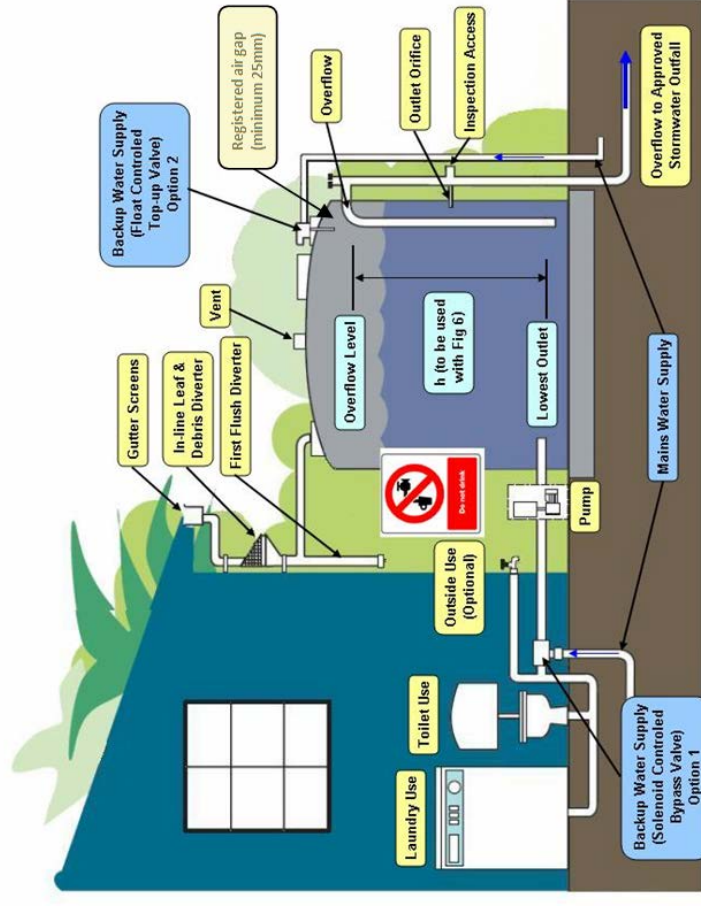 Gutter Screens
In-line Leaf &
Debris Diverter
First Flush Diverter
Vent
Backup Water Supply
(Float Controled
Top-up Valve)
Option 2
Registered air gap
(minimum 25mm)
Overflow
Outlet Orifice
Inspection Access
Overflow to Approved
Stormwater Outfall
Overflow Level
h (to be used
with Fig 6)
Lowest Outlet
Do not drink
Pump
Outside Use
(Optional)
Toilet Use
Laundry Use
Backup Water Supply
(Solenoid Controled
Bypass Valve)
Option 1
Mains Water Supply